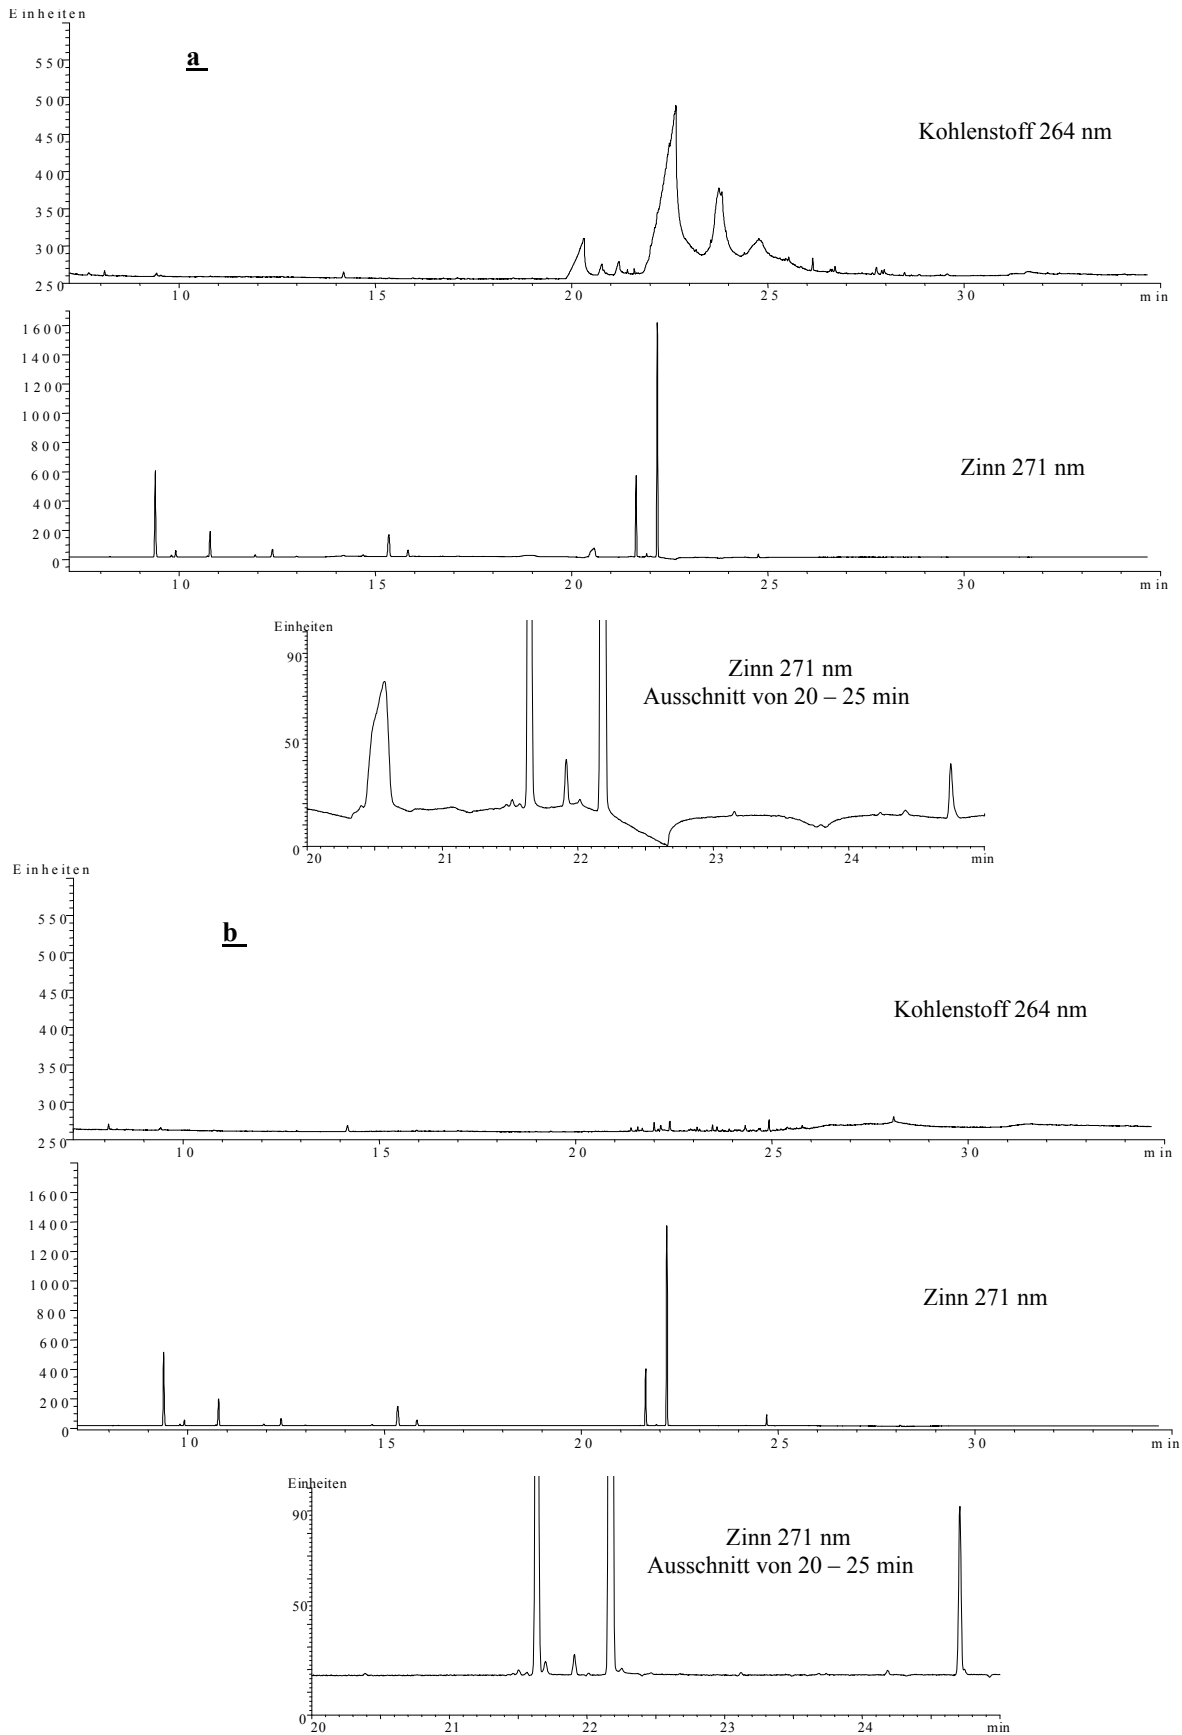 Einheiten
a
550
500
450
400
350
300
250
Kohlenstoff 264 nm
10 15 20 25 30 min
1600
1400
1200
1000
800
600
400
200
0
Zinn 271 nm
10 15 20 25 30 min
Einheiten
90
50
0
Zinn 271 nm
Ausschnitt von 20 – 25 min
20 21 22 23 24 min
Einheiten
b
550
500
450
400
350
300
250
Kohlenstoff 264 nm
10 15 20 25 30 min
1600
1400
1200
1000
800
600
400
200
0
Zinn 271 nm
10 15 20 25 30 min
Einheiten
90
50
0
Zinn 271 nm
Ausschnitt von 20 – 25 min
20 21 22 23 24 min